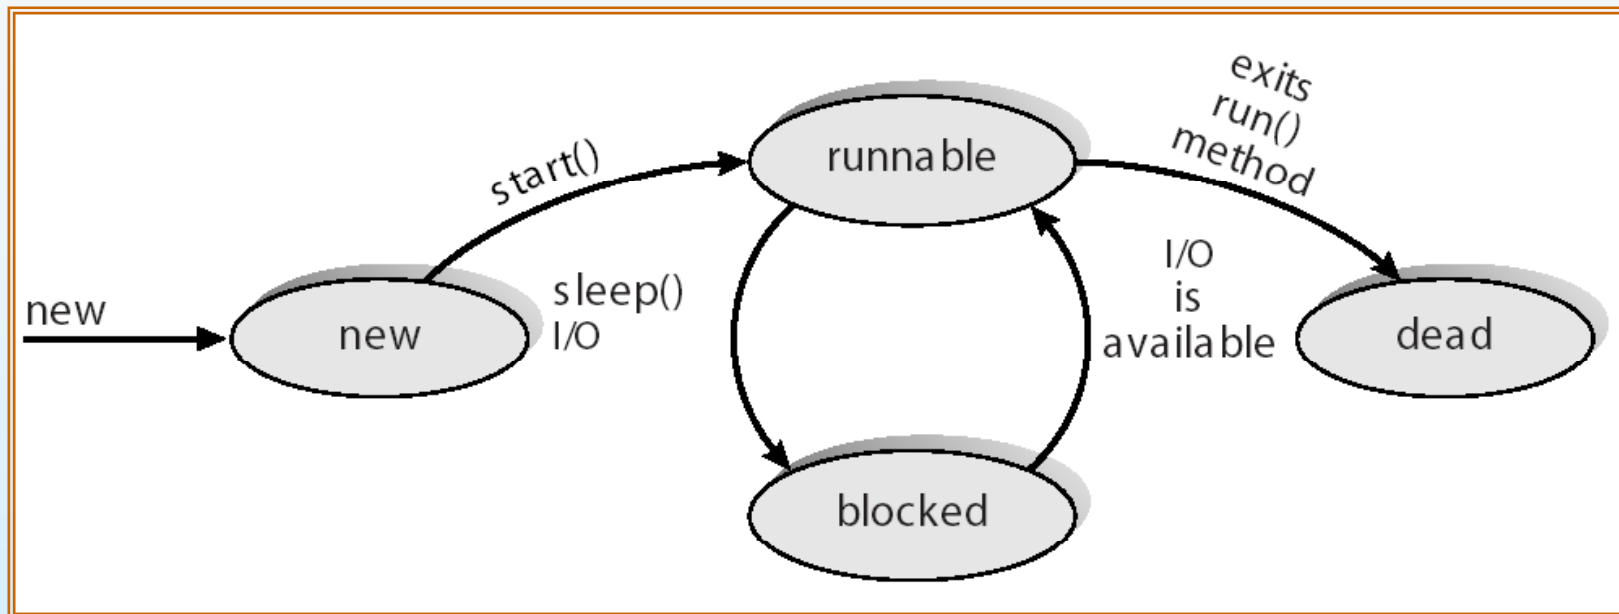 new
new
start()
sleep()
I/O
runnable
blocked
I/O
is
available
exits
run()
method
dead